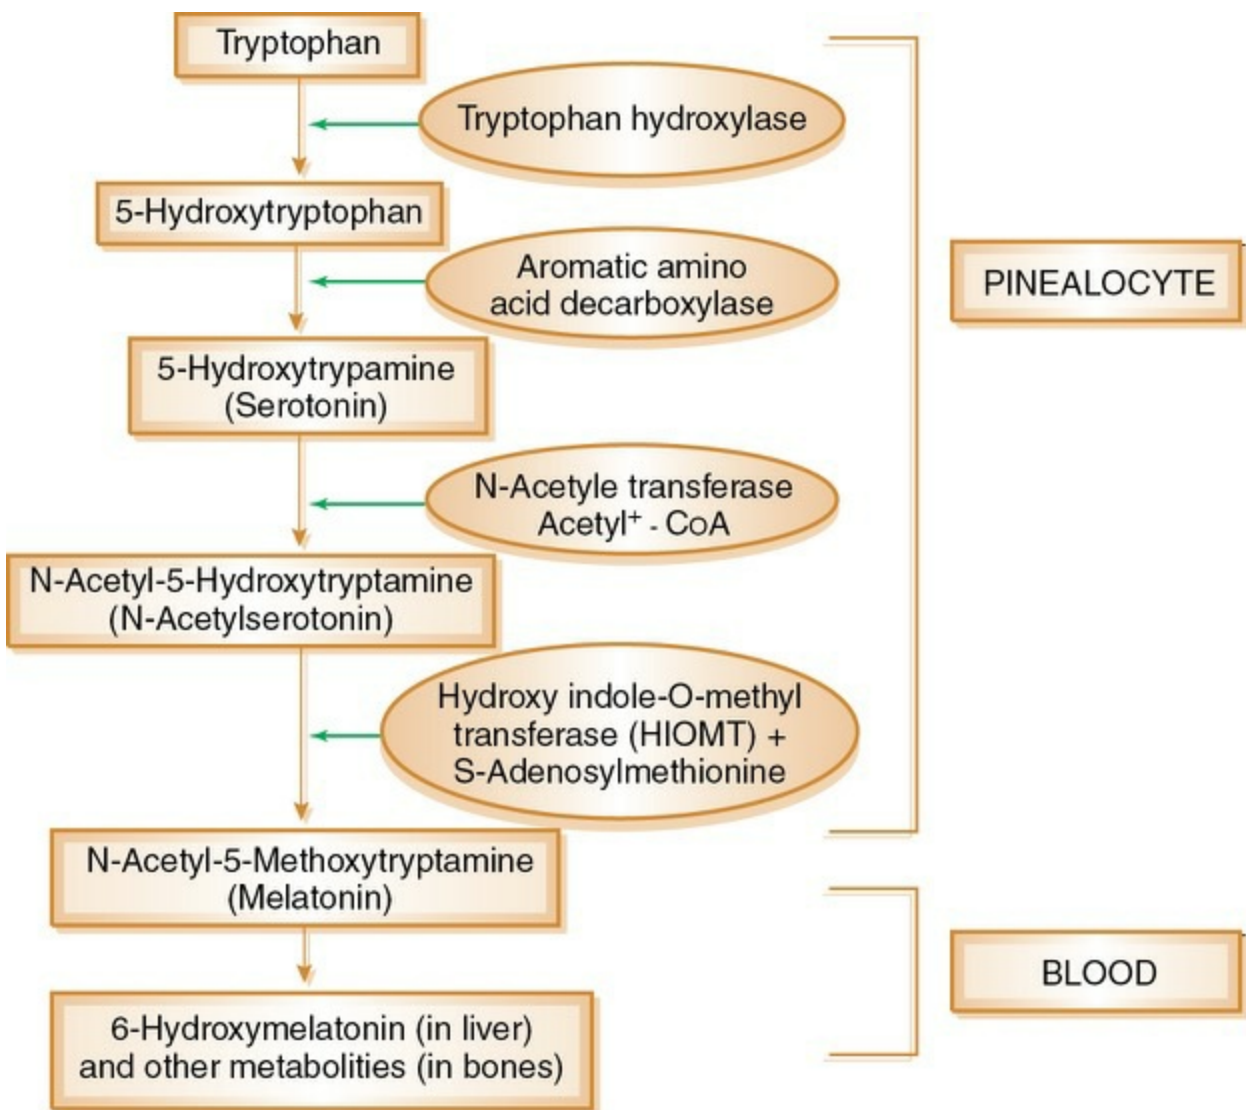 Tryptophan
Tryptophan hydroxylase
5-Hydroxytryptophan
Aromatic amino
acid decarboxylase
PINEALOCYTE
5-Hydroxytrypamine
(Serotonin)
N-Acetyle transferase
Acetyl⁺ - CoA
N-Acetyl-5-Hydroxytryptamine
(N-Acetylserotonin)
Hydroxy indole-O-methyl
transferase (HIOMT) +
S-Adenosylmethionine
N-Acetyl-5-Methoxytryptamine
(Melatonin)
BLOOD
6-Hydroxymelatonin (in liver)
and other metabolities (in bones)